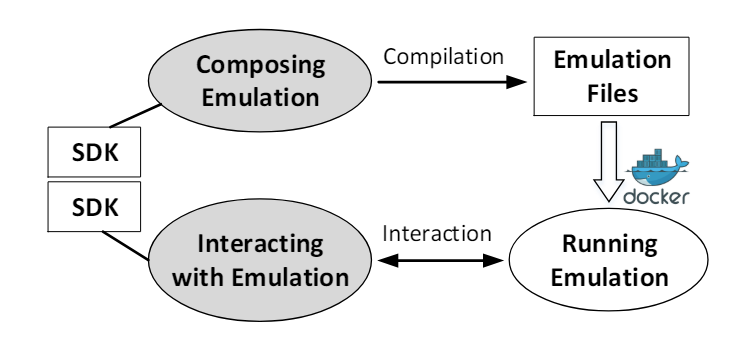 Composing
Emulation
Compilation
Emulation
Files
SDK
SDK
docker
Interacting
with Emulation
Interaction
Running
Emulation